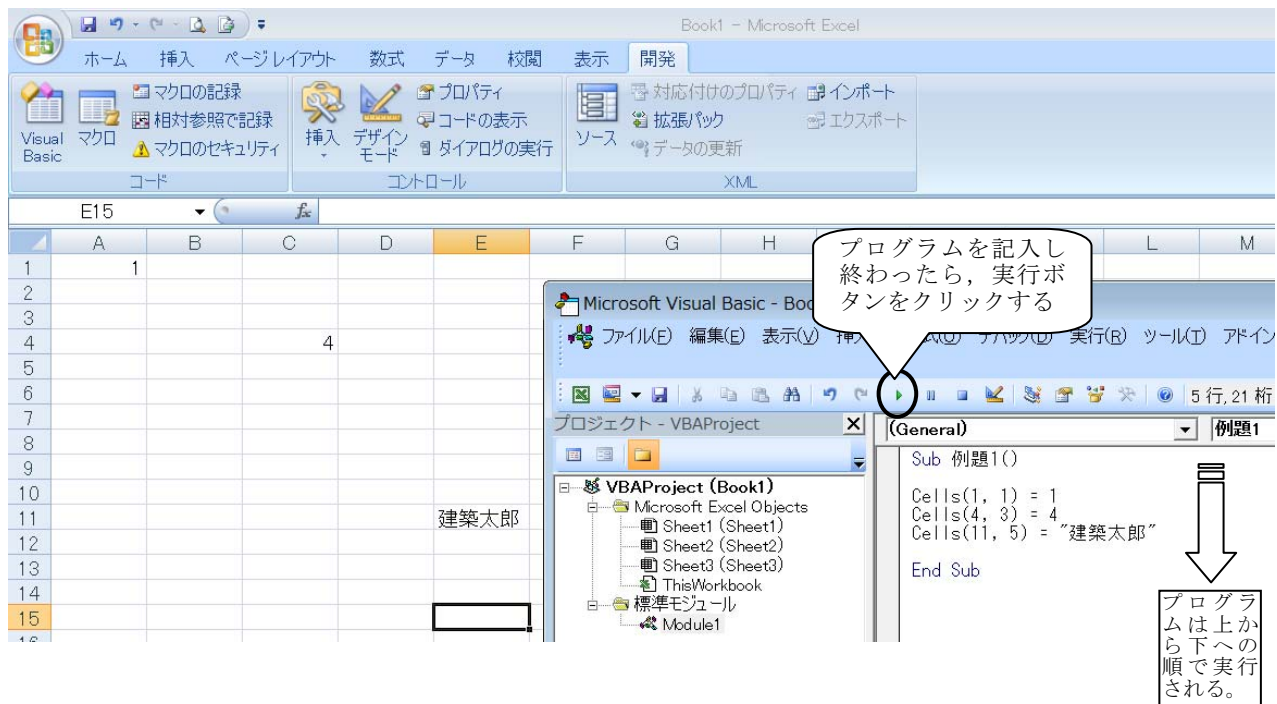 Book1 - Microsoft Excel
ホーム 挿入 ページ レイアウト 数式 データ 校閲 表示 開発
Visual Basic
マクロ
マクロの記録
相対参照で記録
マクロのセキュリティ
コード
挿入
デザイン モード
プロパティ
コードの表示
ダイアログの実行
コントロール
ソース
対応付けのプロパティ
拡張パック
データの更新
インポート
エクスポート
XML
E15
fx
A B C D E F G H L M
1 1
2
3
4 4
5
6
7
8
9
10
11 建築太郎
12
13
14
15
プログラムを記入し
終わったら，実行ボ
タンをクリックする
Microsoft Visual Basic - Boo
ファイル(F) 編集(E) 表示(V) 実行(R) ツール(T) アドイン
5 行, 21 桁
プロジェクト - VBAProject
VBAProject (Book1)
Microsoft Excel Objects
Sheet1 (Sheet1)
Sheet2 (Sheet2)
Sheet3 (Sheet3)
ThisWorkbook
標準モジュール
Module1
(General) 例題1
Sub 例題1()
Cells(1, 1) = 1
Cells(4, 3) = 4
Cells(11, 5) = "建築太郎"
End Sub
プログラ
ムは上か
ら下への
順で実行
される。